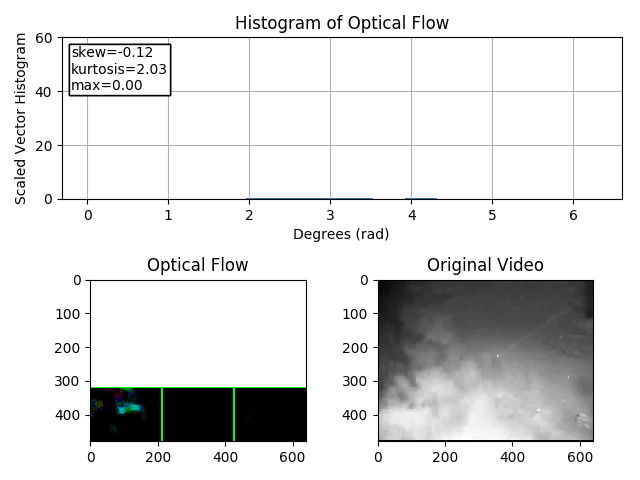 Histogram of Optical Flow
Scaled Vector Histogram
60
40
20
0
skew=-0.12
kurtosis=2.03
max=0.00
0 1 2 3 4 5 6
Degrees (rad)
Optical Flow
0
100
200
300
400
0 200 400 600
Original Video
0
100
200
300
400
0 200 400 600